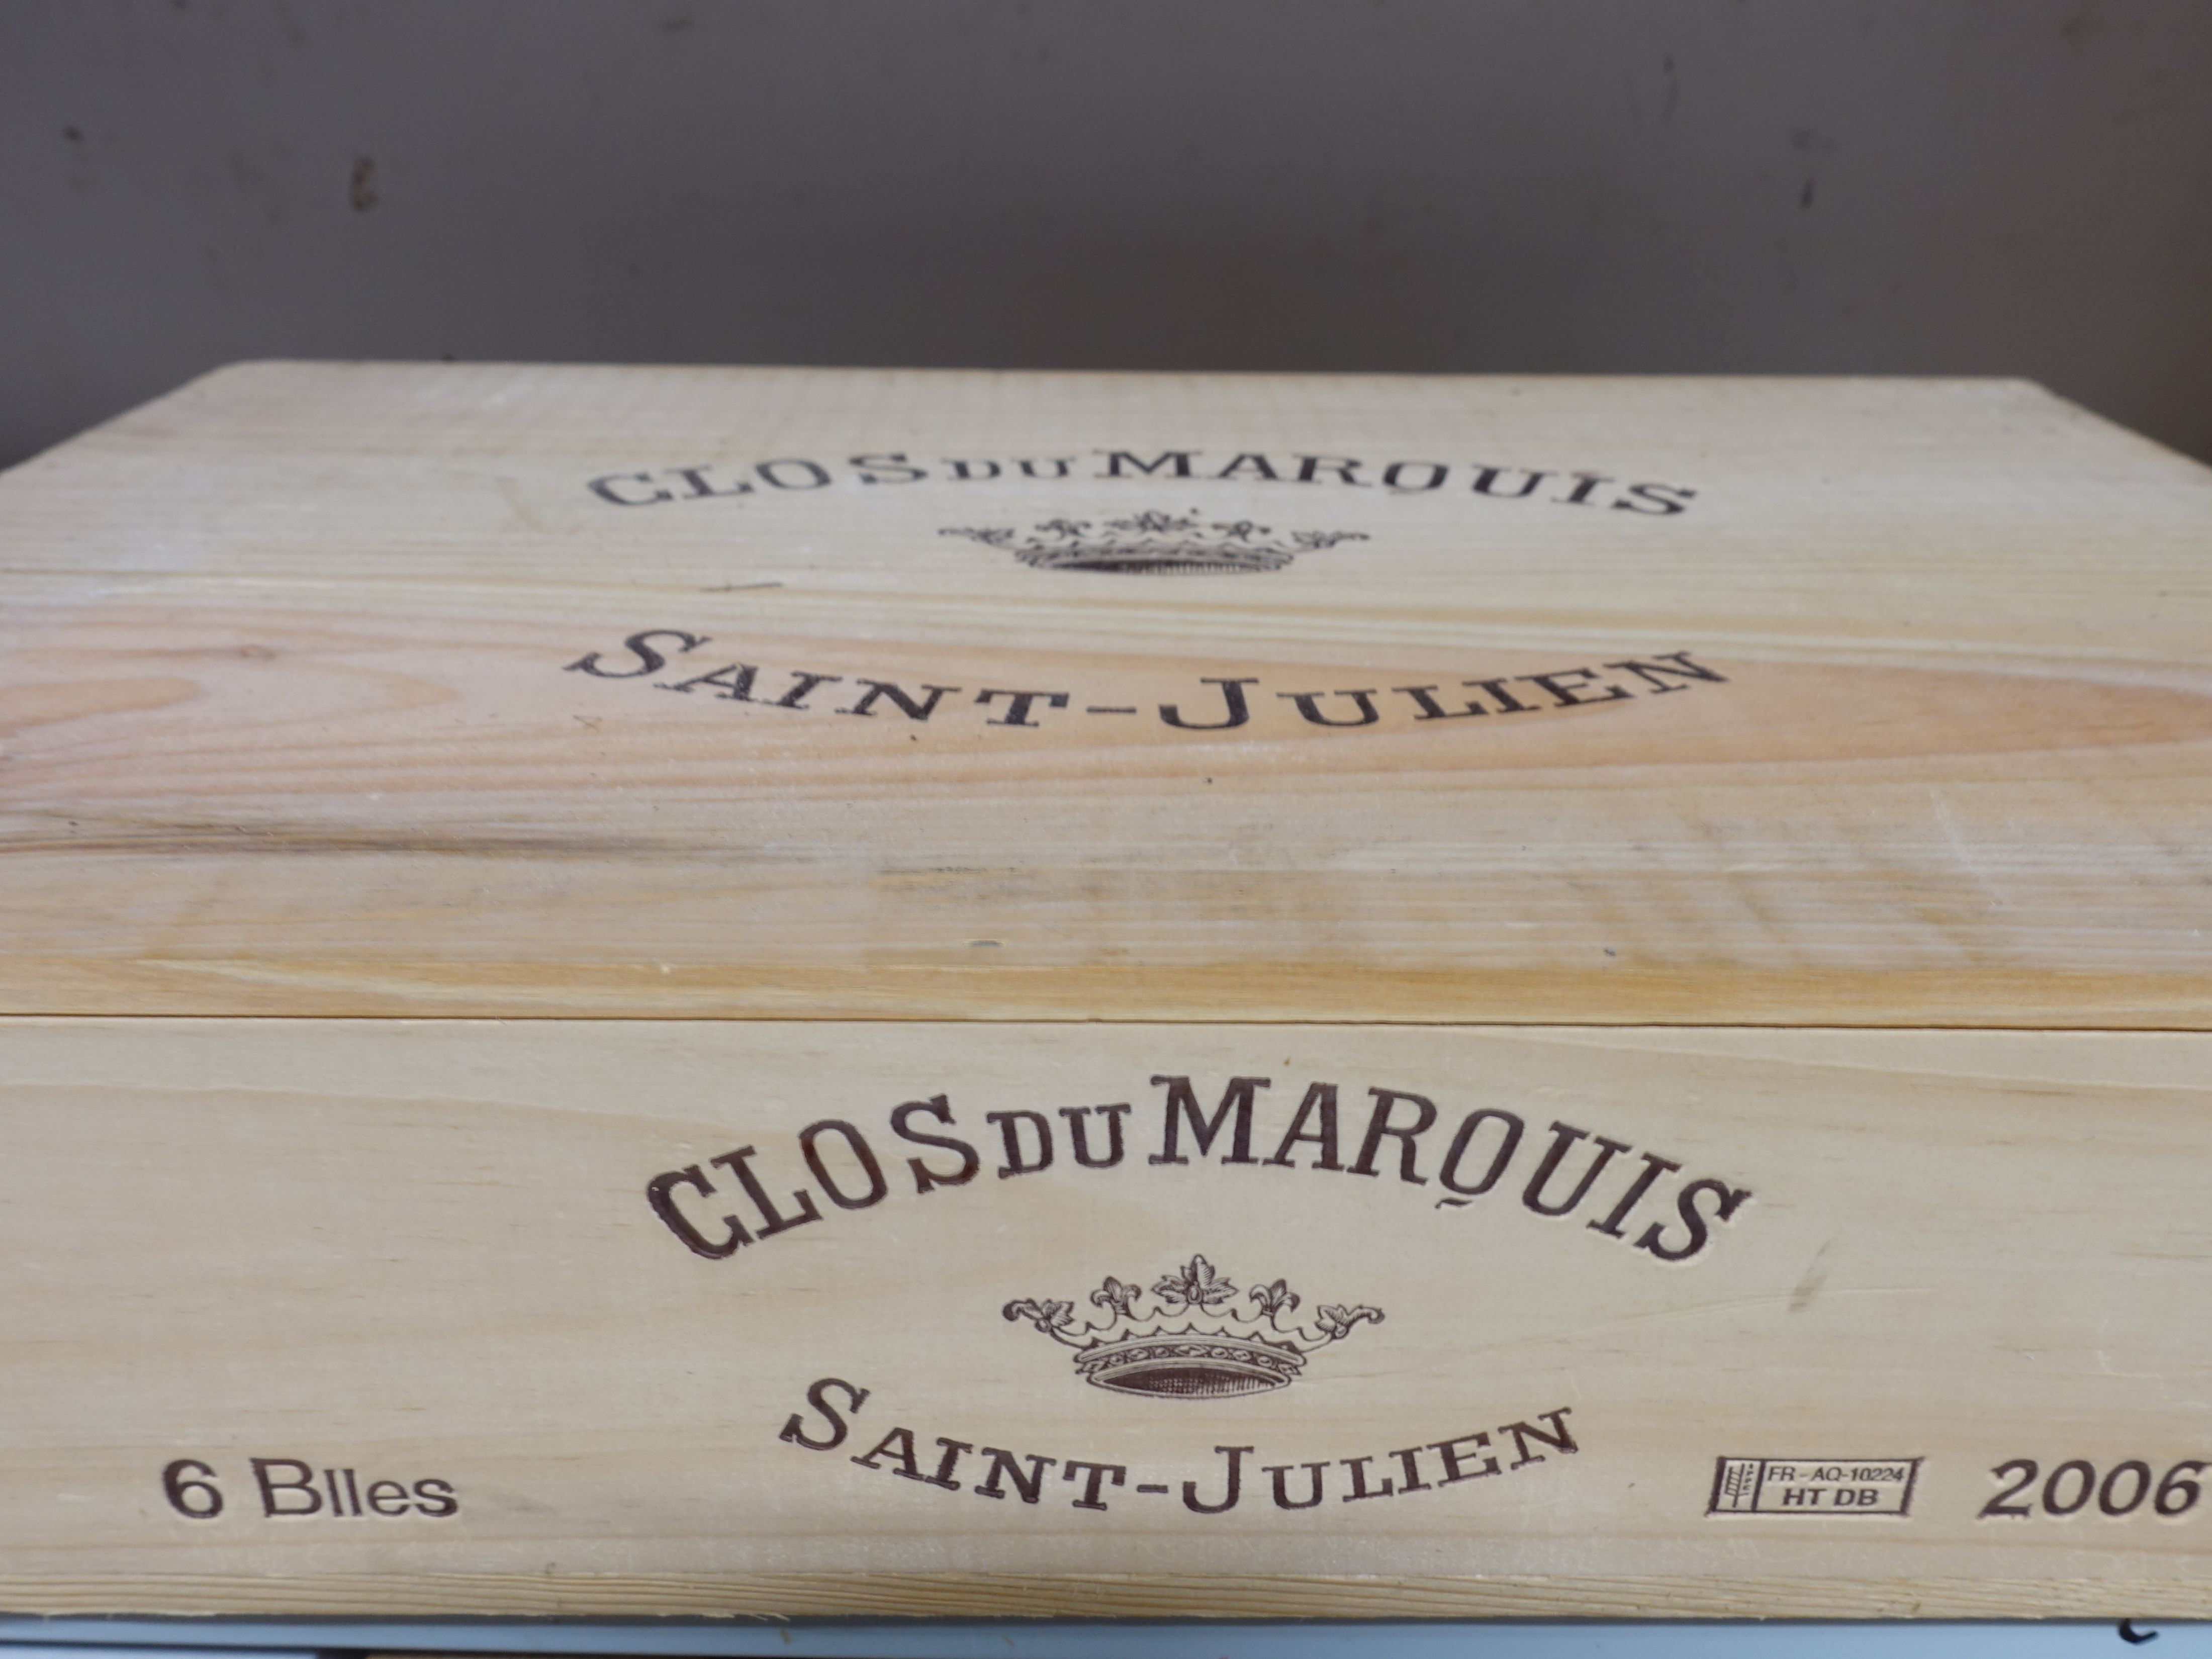 CLOS DU MARQUIS
SAINT-JULIEN
CLOS DU MARQUIS
SAINT-JULIEN
6 Blles
FR - AQ-10224
HT DB
2006